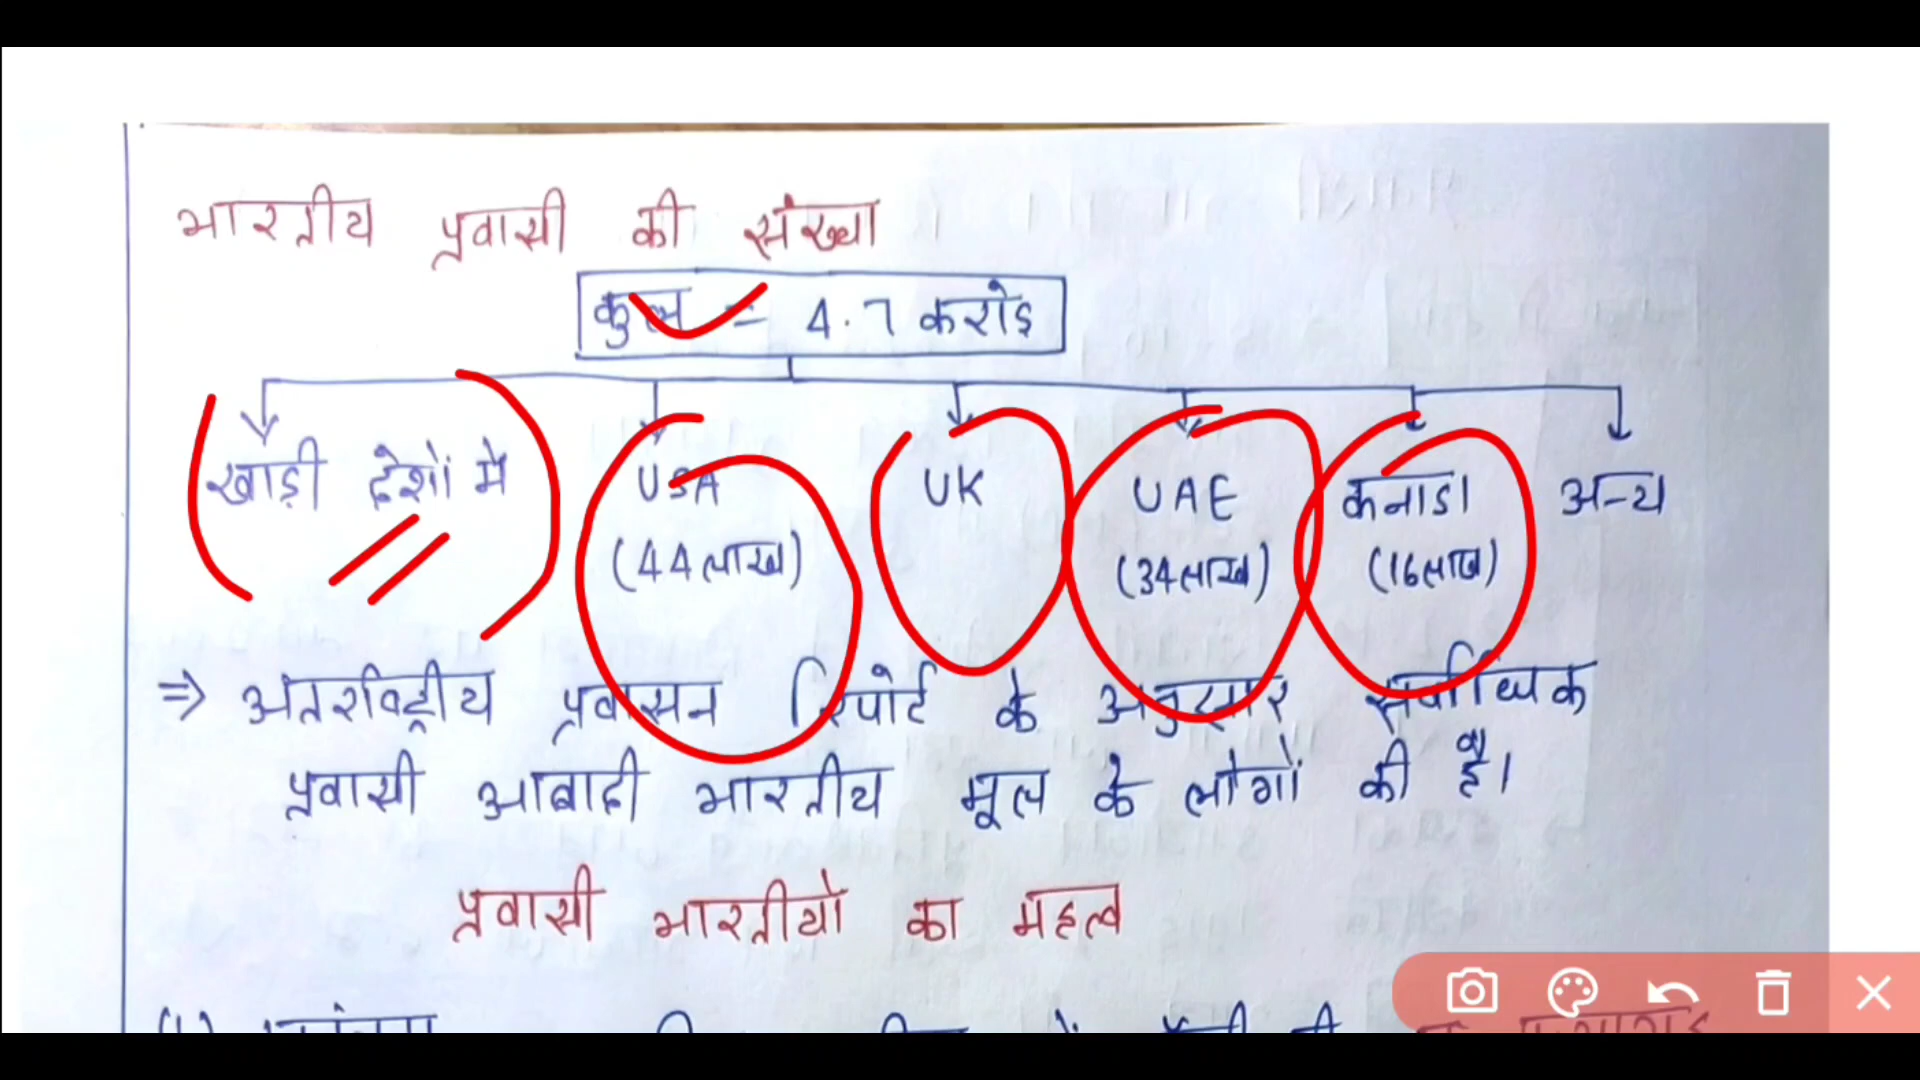 भारतीय प्रवासी की संख्या
कुल = 4.7 करोड़
खाड़ी देशों में USA UK UAE कनाडा अन्य
(44 लाख) (34 लाख) (16 लाख)
⇒ अंतर्राष्ट्रीय प्रवासन रिपोर्ट के अनुसार सर्वाधिक
प्रवासी आबादी भारतीय मूल के लोगों की है।
प्रवासी भारतीयों का महत्व